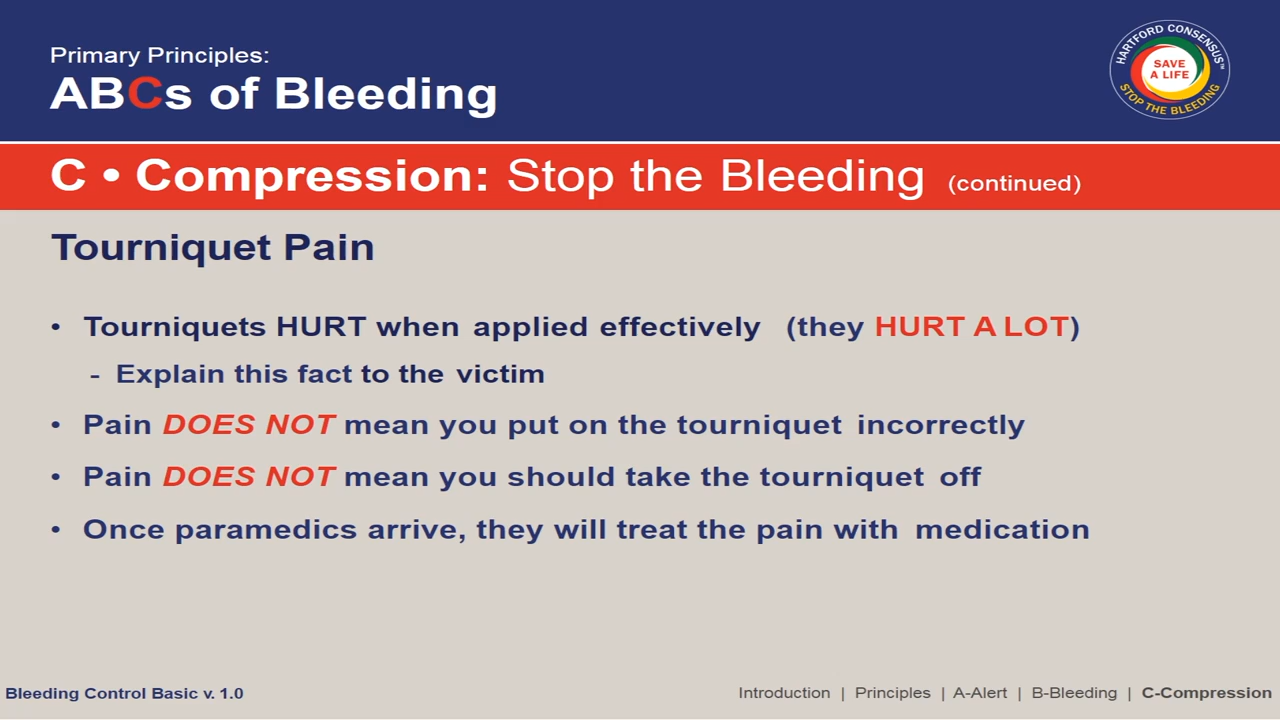 Primary Principles:
ABCs of Bleeding
HARTFORD CONSENSUS™
SAVE
A LIFE
STOP THE BLEEDING
C • Compression: Stop the Bleeding (continued)
Tourniquet Pain
• Tourniquets HURT when applied effectively (they HURT A LOT)
- Explain this fact to the victim
• Pain DOES NOT mean you put on the tourniquet incorrectly
• Pain DOES NOT mean you should take the tourniquet off
• Once paramedics arrive, they will treat the pain with medication
Bleeding Control Basic v. 1.0
Introduction | Principles | A-Alert | B-Bleeding | C-Compression